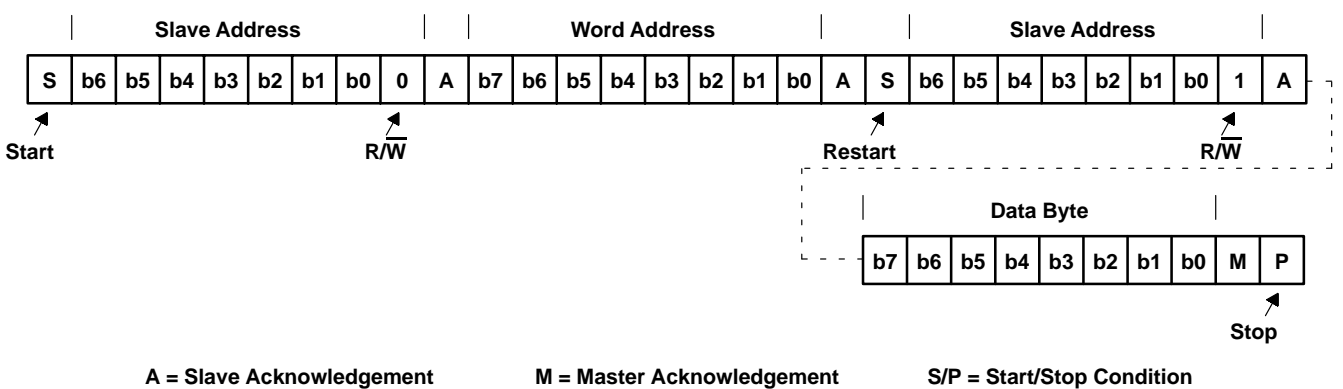 Slave Address Word Address Slave Address
S b6 b5 b4 b3 b2 b1 b0 0 A b7 b6 b5 b4 b3 b2 b1 b0 A S b6 b5 b4 b3 b2 b1 b0 1 A
Start R/W̅ Restart R/W̅
Data Byte
b7 b6 b5 b4 b3 b2 b1 b0 M P
Stop
A = Slave Acknowledgement M = Master Acknowledgement S/P = Start/Stop Condition